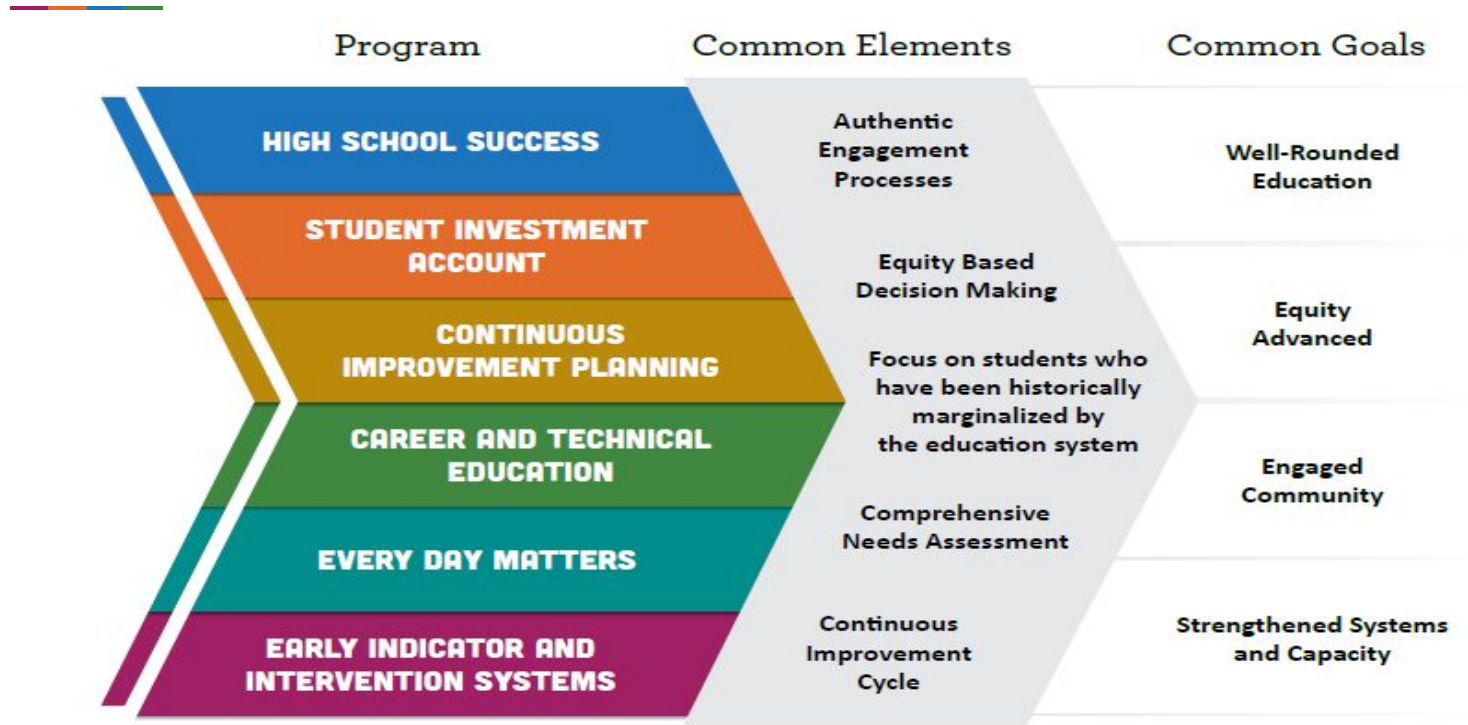 Program
Common Elements
Common Goals
HIGH SCHOOL SUCCESS
STUDENT INVESTMENT
ACCOUNT
CONTINUOUS
IMPROVEMENT PLANNING
CAREER AND TECHNICAL
EDUCATION
EVERY DAY MATTERS
EARLY INDICATOR AND
INTERVENTION SYSTEMS
Authentic
Engagement
Processes
Equity Based
Decision Making
Focus on students who
have been historically
marginalized by
the education system
Comprehensive
Needs Assessment
Continuous
Improvement
Cycle
Well-Rounded
Education
Equity
Advanced
Engaged
Community
Strengthened Systems
and Capacity